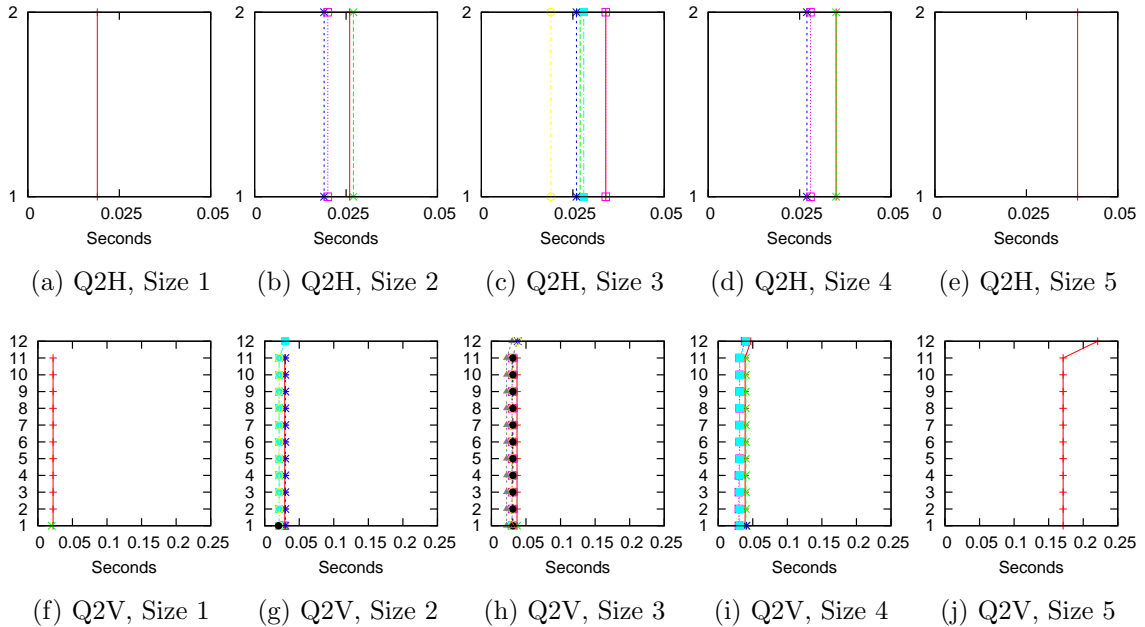 2
1
0 0.025 0.05
Seconds
(a) Q2H, Size 1
2
1
0 0.025 0.05
Seconds
(b) Q2H, Size 2
2
1
0 0.025 0.05
Seconds
(c) Q2H, Size 3
2
1
0 0.025 0.05
Seconds
(d) Q2H, Size 4
2
1
0 0.025 0.05
Seconds
(e) Q2H, Size 5
12
11
10
9
8
7
6
5
4
3
2
1
0 0.05 0.1 0.15 0.2 0.25
Seconds
(f) Q2V, Size 1
12
11
10
9
8
7
6
5
4
3
2
1
0 0.05 0.1 0.15 0.2 0.25
Seconds
(g) Q2V, Size 2
12
11
10
9
8
7
6
5
4
3
2
1
0 0.05 0.1 0.15 0.2 0.25
Seconds
(h) Q2V, Size 3
12
11
10
9
8
7
6
5
4
3
2
1
0 0.05 0.1 0.15 0.2 0.25
Seconds
(i) Q2V, Size 4
12
11
10
9
8
7
6
5
4
3
2
1
0 0.05 0.1 0.15 0.2 0.25
Seconds
(j) Q2V, Size 5